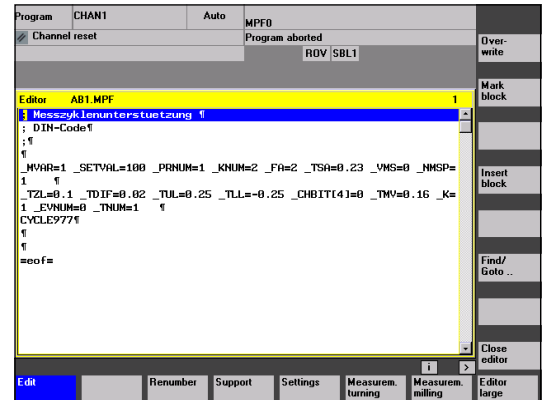 Program CHAN1 Auto MPF0
Channel reset Program aborted
ROV SBL1
Over-
write
Mark
block
Editor AB1.MPF 1
; Messzyklenunterstuetzung ¶
; DIN-Code¶
;¶
¶
_MVAR=1 _SETVAL=100 _PRNUM=1 _KNUM=2 _FA=2 _TSA=0.23 _VMS=0 _NMSP=
1 ¶
_TZL=0.1 _TDIF=0.02 _TUL=0.25 _TLL=-0.25 _CHBIT[4]=0 _TMV=0.16 _K=
1 _EVNUM=0 _TNUM=1 ¶
CYCLE977¶
¶
¶
=eof=
Insert
block
Find/
Goto ..
Close
editor
i >
Edit Renumber Support Settings Measurem.
turning Measurem.
milling Editor
large